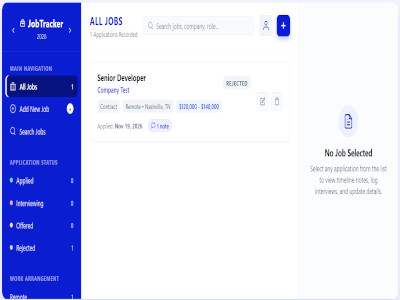 JobTracker
2026
MAIN NAVIGATION
All Jobs 1
Add New Job +
Search Jobs
APPLICATION STATUS
Applied 0
Interviewing 0
Offered 0
Rejected 1
WORK ARRANGEMENT
Remote 1
ALL JOBS
1 Applications Recorded
Search jobs, company, role...
+
Senior Developer
REJECTED
Company Test
Contract
Remote • Nashville, TN
$120,000 - $140,000
Applied: Nov 19, 2026
1 note
No Job Selected
Select any application from the list
to view timeline notes, log
interviews, and update details.